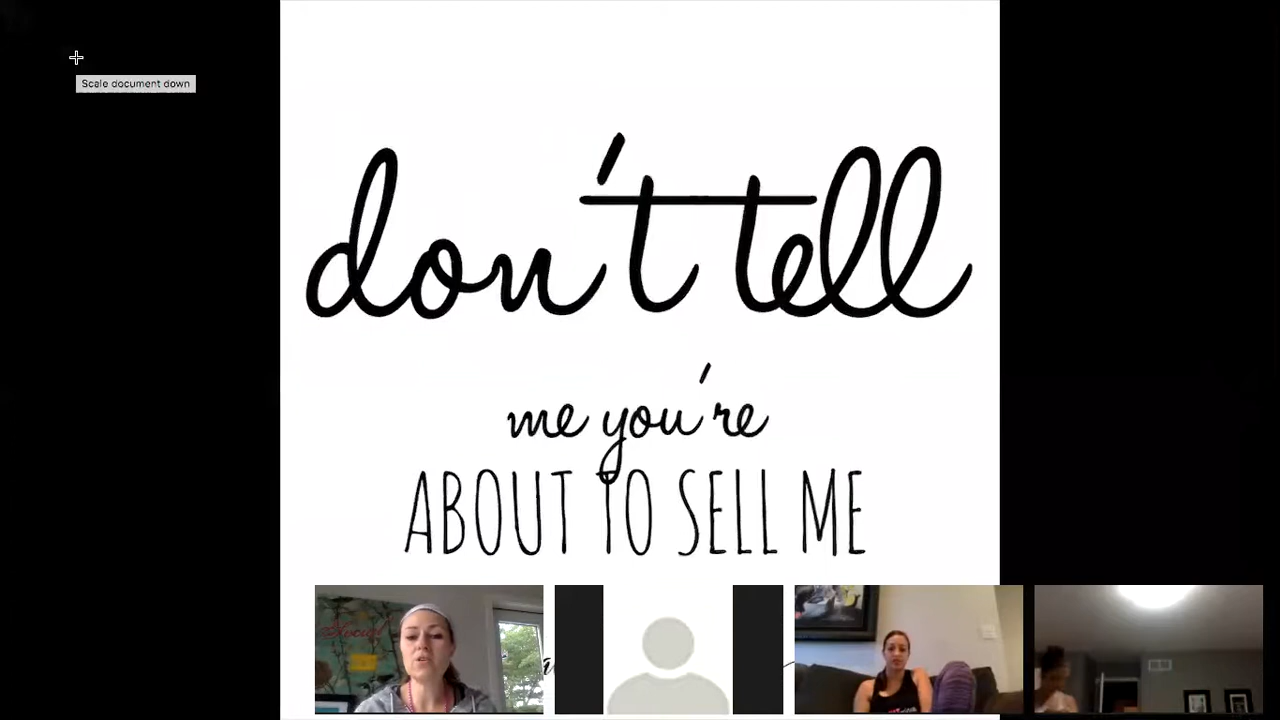 Scale document down
don't tell
me you're
ABOUT TO SELL ME